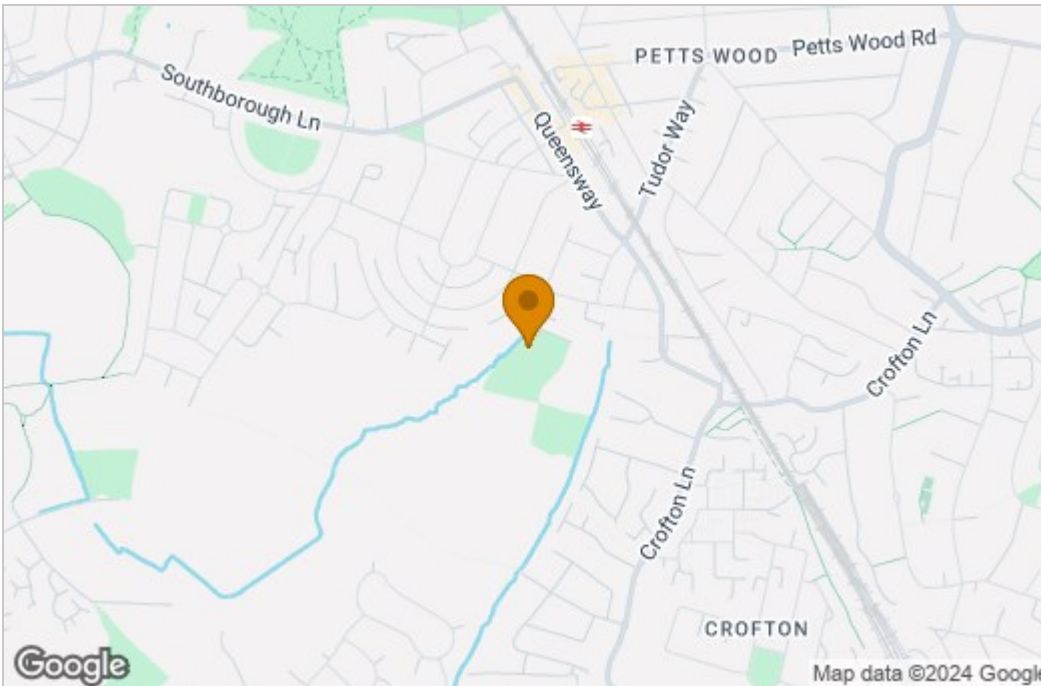 PETTS WOOD
Petts Wood Rd
Southborough Ln
Queensway
Tudor Way
Crofton Ln
Crofton Ln
CROFTON
Google
Map data ©2024 Google